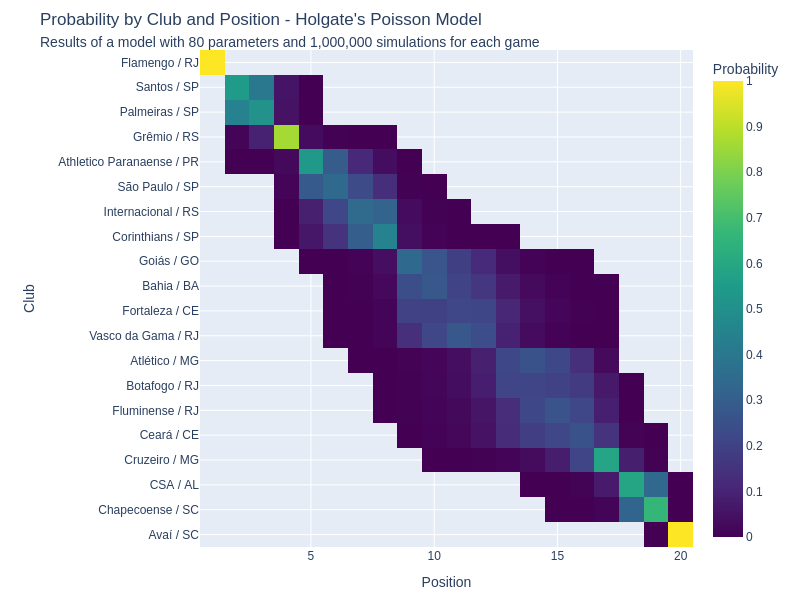 Probability by Club and Position - Holgate's Poisson Model
Results of a model with 80 parameters and 1,000,000 simulations for each game
Flamengo / RJ
Santos / SP
Palmeiras / SP
Grêmio / RS
Athletico Paranaense / PR
São Paulo / SP
Internacional / RS
Corinthians / SP
Goiás / GO
Bahia / BA
Fortaleza / CE
Vasco da Gama / RJ
Atlético / MG
Botafogo / RJ
Fluminense / RJ
Ceará / CE
Cruzeiro / MG
CSA / AL
Chapecoense / SC
Avaí / SC
Club
5
10
15
20
Position
Probability
1
0.9
0.8
0.7
0.6
0.5
0.4
0.3
0.2
0.1
0